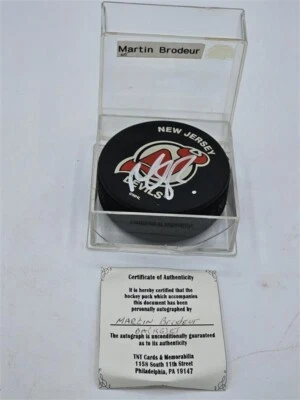 Martin Brodeur
NEW JERSEY
DEVILS
Certificate of Authenticity
It is hereby certified that the
hockey puck which accompanies
this document has been
personally autographed by
MARTIN Brodeur
The autograph is unconditionally guaranteed
as to its authenticity
TNT Cards & Memorabilia
1158 South 11th Street
Philadelphia, PA 19147